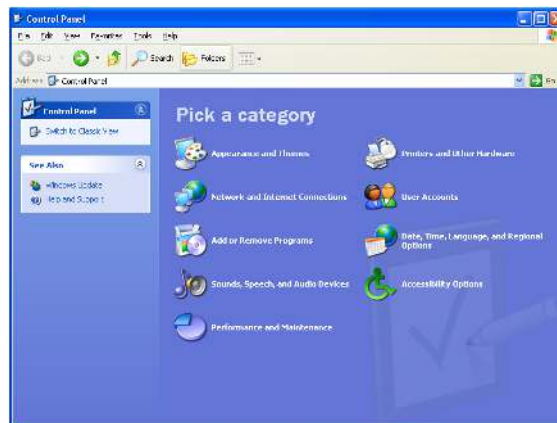 Control Panel
File Edit View Favorites Tools Help
Back Search Folders
Address Control Panel Go
Control Panel
Switch to Classic View
See Also
Windows Update
Help and Support
Pick a category
Appearance and Themes
Printers and Other Hardware
Network and Internet Connections
User Accounts
Add or Remove Programs
Date, Time, Language, and Regional
Options
Sounds, Speech, and Audio Devices
Accessibility Options
Performance and Maintenance